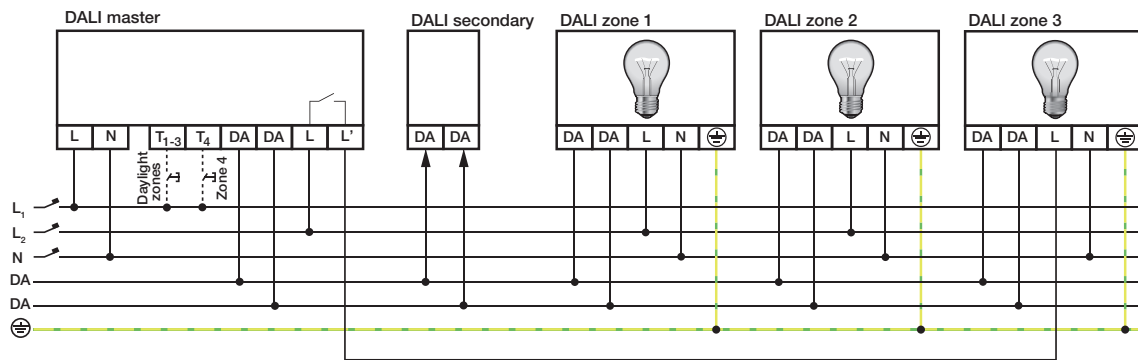 DALI master DALI secondary DALI zone 1 DALI zone 2 DALI zone 3
L N T1-3 T4 DA DA L L' DA DA DA DA L N DA DA L N DA DA L N
Daylight
zones
Zone 4
L1
L2
N
DA
DA